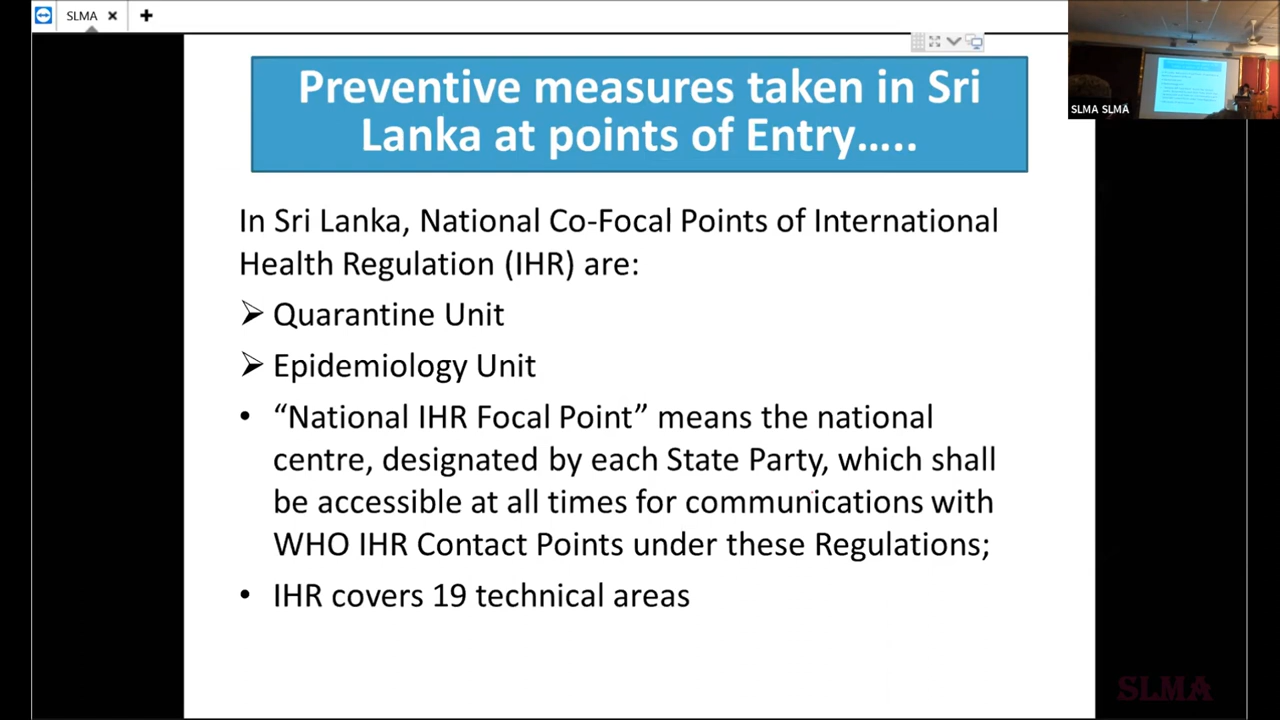 SLMA
SLMA SLMA
Preventive measures taken in Sri
Lanka at points of Entry…..
In Sri Lanka, National Co-Focal Points of International
Health Regulation (IHR) are:
➢ Quarantine Unit
➢ Epidemiology Unit
• “National IHR Focal Point” means the national
centre, designated by each State Party, which shall
be accessible at all times for communications with
WHO IHR Contact Points under these Regulations;
• IHR covers 19 technical areas
SLMA